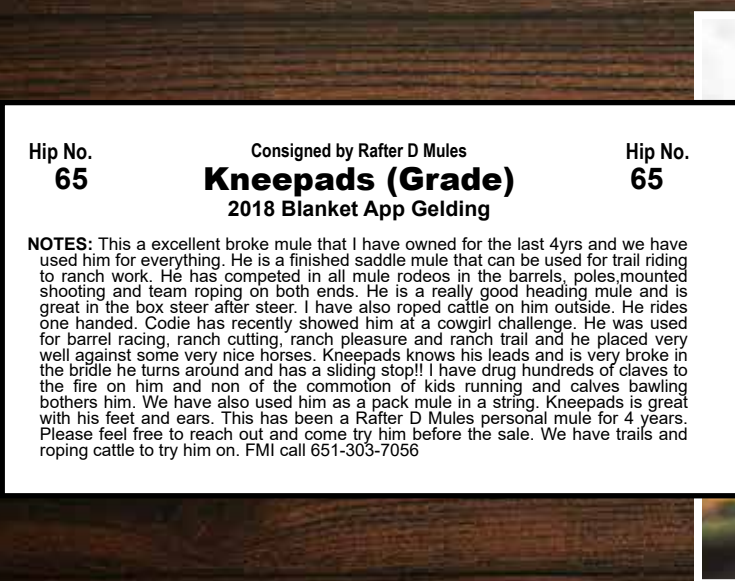 Hip No. Consigned by Rafter D Mules Hip No.
65 Kneepads (Grade) 65
2018 Blanket App Gelding
NOTES: This a excellent broke mule that I have owned for the last 4yrs and we have
used him for everything. He is a finished saddle mule that can be used for trail riding
to ranch work. He has competed in all mule rodeos in the barrels, poles,mounted
shooting and team roping on both ends. He is a really good heading mule and is
great in the box steer after steer. I have also roped cattle on him outside. He rides
one handed. Codie has recently showed him at a cowgirl challenge. He was used
for barrel racing, ranch cutting, ranch pleasure and ranch trail and he placed very
well against some very nice horses. Kneepads knows his leads and is very broke in
the bridle he turns around and has a sliding stop!! I have drug hundreds of claves to
the fire on him and non of the commotion of kids running and calves bawling
bothers him. We have also used him as a pack mule in a string. Kneepads is great
with his feet and ears. This has been a Rafter D Mules personal mule for 4 years.
Please feel free to reach out and come try him before the sale. We have trails and
roping cattle to try him on. FMI call 651-303-7056